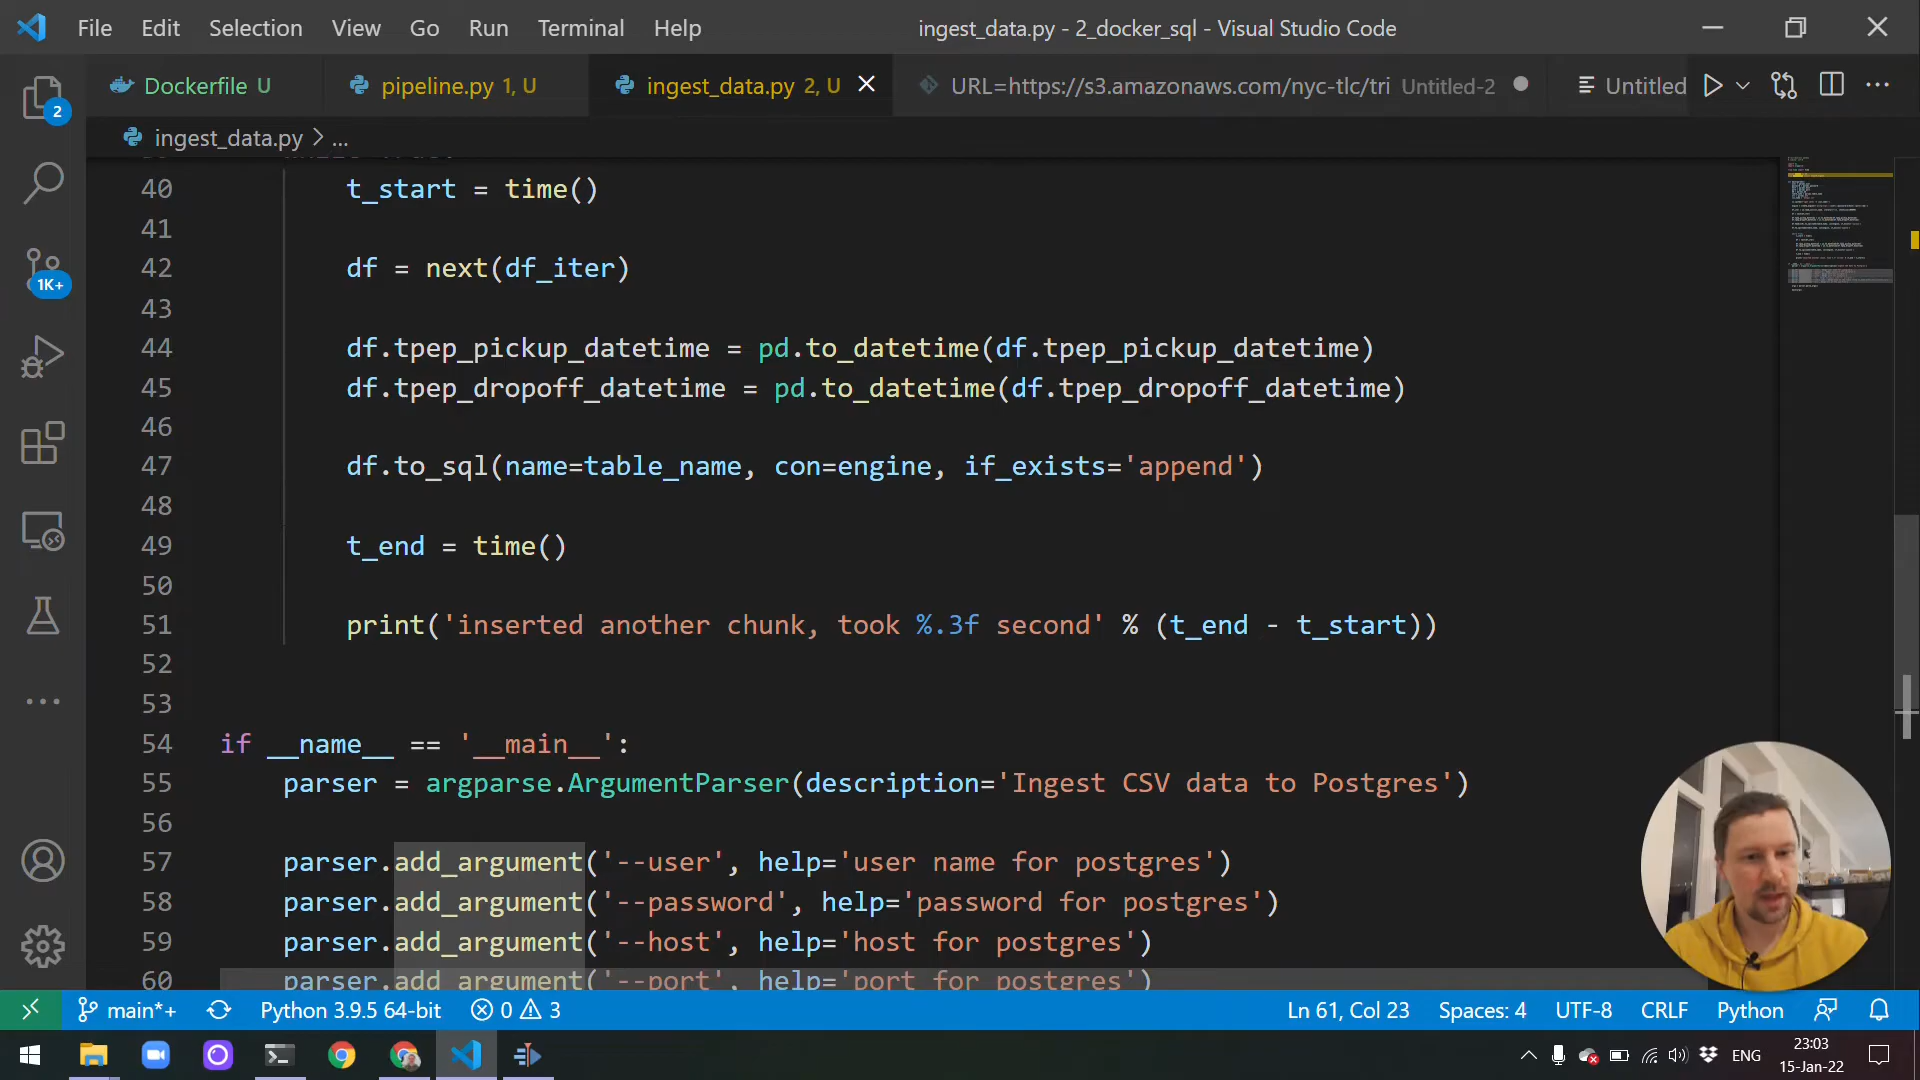 File Edit Selection View Go Run Terminal Help ingest_data.py - 2_docker_sql - Visual Studio Code
Dockerfile U pipeline.py 1, U ingest_data.py 2, U URL=https://s3.amazonaws.com/nyc-tlc/tri Untitled-2 Untitled
ingest_data.py > ...
2
1K+
40 t_start = time()
41
42 df = next(df_iter)
43
44 df.tpep_pickup_datetime = pd.to_datetime(df.tpep_pickup_datetime)
45 df.tpep_dropoff_datetime = pd.to_datetime(df.tpep_dropoff_datetime)
46
47 df.to_sql(name=table_name, con=engine, if_exists='append')
48
49 t_end = time()
50
51 print('inserted another chunk, took %.3f second' % (t_end - t_start))
52
53
54 if __name__ == '__main__':
55 parser = argparse.ArgumentParser(description='Ingest CSV data to Postgres')
56
57 parser.add_argument('--user', help='user name for postgres')
58 parser.add_argument('--password', help='password for postgres')
59 parser.add_argument('--host', help='host for postgres')
60 parser.add_argument('--port', help='port for postgres')
main*+ Python 3.9.5 64-bit 0 3 Ln 61, Col 23 Spaces: 4 UTF-8 CRLF Python
ENG 23:03
15-Jan-22